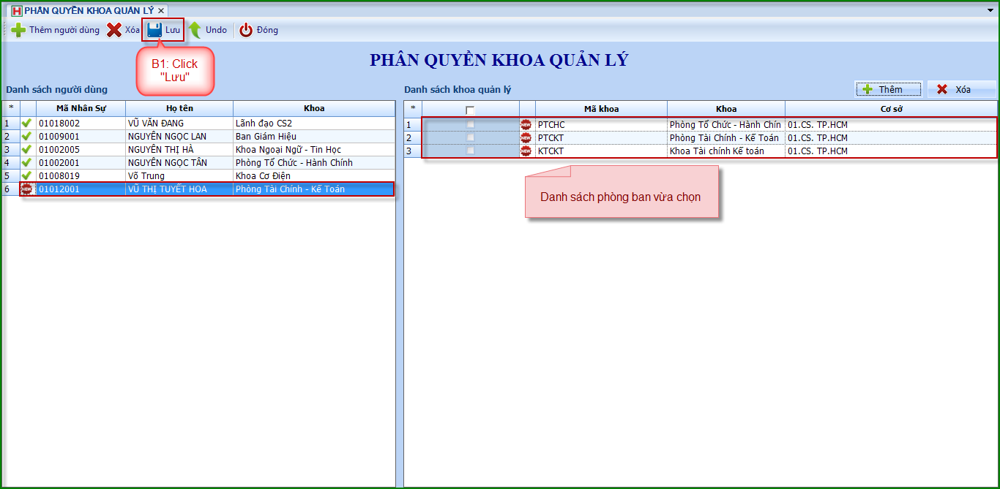 PHÂN QUYỀN KHOA QUẢN LÝ
Thêm người dùng Xóa Lưu Undo Đóng
B1: Click
"Lưu"
PHÂN QUYỀN KHOA QUẢN LÝ
Danh sách người dùng
* Mã Nhân Sự Họ tên Khoa
1 01018002 VŨ VĂN ĐANG Lãnh đạo CS2
2 01009001 NGUYỄN NGỌC LAN Ban Giám Hiệu
3 01002005 NGUYỄN THỊ HÀ Khoa Ngoại Ngữ - Tin Học
4 01002001 NGUYỄN NGỌC TÂN Phòng Tổ Chức - Hành Chính
5 01008019 Võ Trung Khoa Cơ Điện
6 NEW 01012001 VŨ THỊ TUYẾT HOA Phòng Tài Chính - Kế Toán
Danh sách khoa quản lý
Thêm Xóa
* Mã khoa Khoa Cơ sở
1 NEW PTCHC Phòng Tổ Chức - Hành Chín 01.CS. TP.HCM
2 NEW PTCKT Phòng Tài Chính - Kế Toán 01.CS. TP.HCM
3 NEW KTCKT Khoa Tài chính Kế toán 01.CS. TP.HCM
Danh sách phòng ban vừa chọn